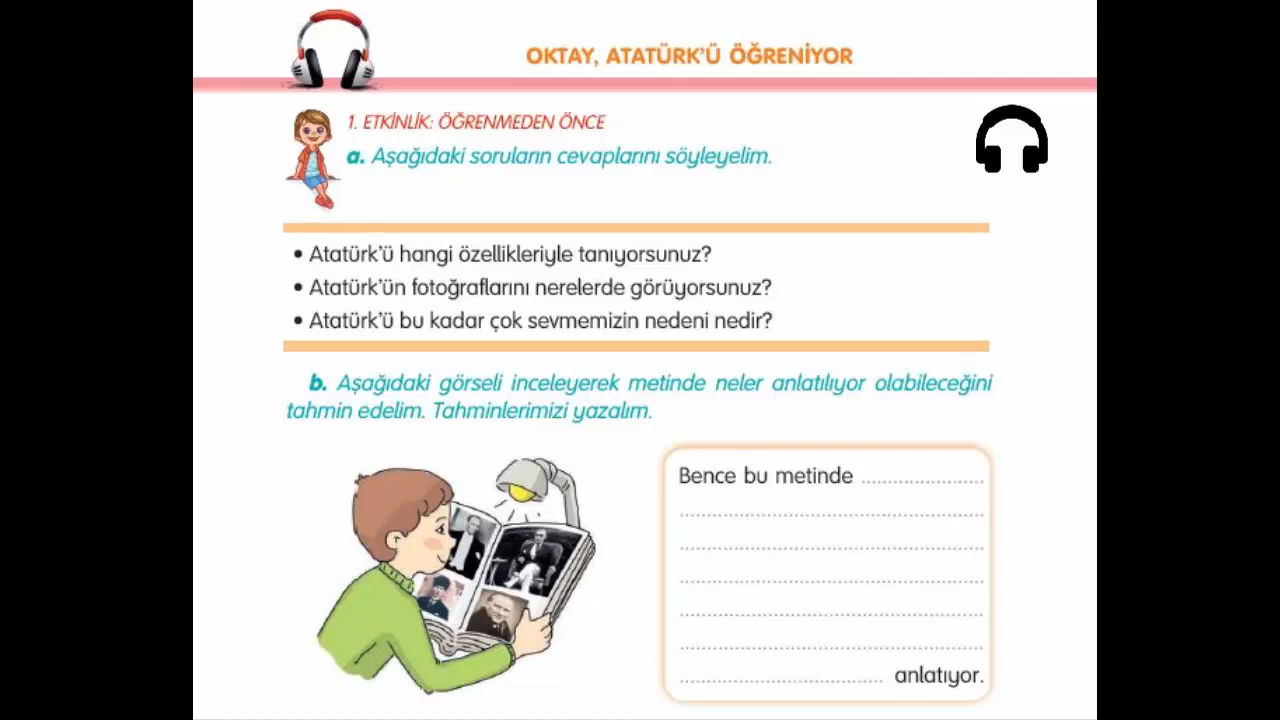 OKTAY, ATATÜRK'Ü ÖĞRENİYOR
1. ETKİNLİK: ÖĞRENMEDEN ÖNCE
a. Aşağıdaki soruların cevaplarını söyleyelim.
• Atatürk'ü hangi özellikleriyle tanıyorsunuz?
• Atatürk'ün fotoğraflarını nerelerde görüyorsunuz?
• Atatürk'ü bu kadar çok sevmemizin nedeni nedir?
b. Aşağıdaki görseli inceleyerek metinde neler anlatılıyor olabileceğini
tahmin edelim. Tahminlerimizi yazalım.
Bence bu metinde ......................
......................................................
......................................................
......................................................
......................................................
......................................................
.................................... anlatıyor.